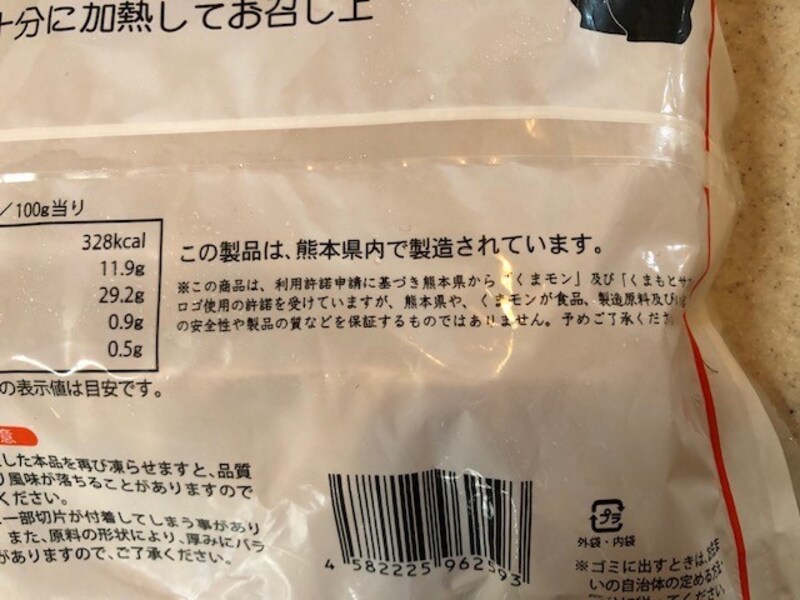 十分に加熱してお召し上
/100g当り
328kcal
11.9g
29.2g
0.9g
0.5g
の表示値は目安です。
この製品は、熊本県内で製造されています。
※この商品は、利用許諾申請に基づき熊本県から「くまモン」及び「くまもとサ
ロゴ使用の許諾を受けていますが、熊本県や、くまモンが食品、製造原料及び
の安全性や製品の質などを保証するものではありません。予めご了承くださ
意
した本品を再び凍らせますと、品質
り風味が落ちることがありますので
ください。
一部切片が付着してしまう事があり
また、原料の形状により、厚みにバラ
がありますので、ご了承ください。
4 582225 962593
プラ
外袋・内袋
※ゴミに出すときは、お住ま
いの自治体の定める方法